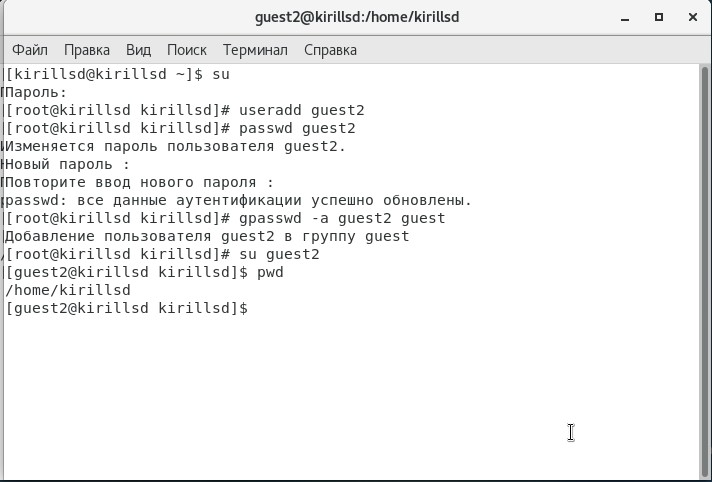 guest2@kirillsd:/home/kirillsd
Файл Правка Вид Поиск Терминал Справка
[kirillsd@kirillsd ~]$ su
Пароль:
[root@kirillsd kirillsd]# useradd guest2
[root@kirillsd kirillsd]# passwd guest2
Изменяется пароль пользователя guest2.
Новый пароль :
Повторите ввод нового пароля :
passwd: все данные аутентификации успешно обновлены.
[root@kirillsd kirillsd]# gpasswd -a guest2 guest
Добавление пользователя guest2 в группу guest
[root@kirillsd kirillsd]# su guest2
[guest2@kirillsd kirillsd]$ pwd
/home/kirillsd
[guest2@kirillsd kirillsd]$